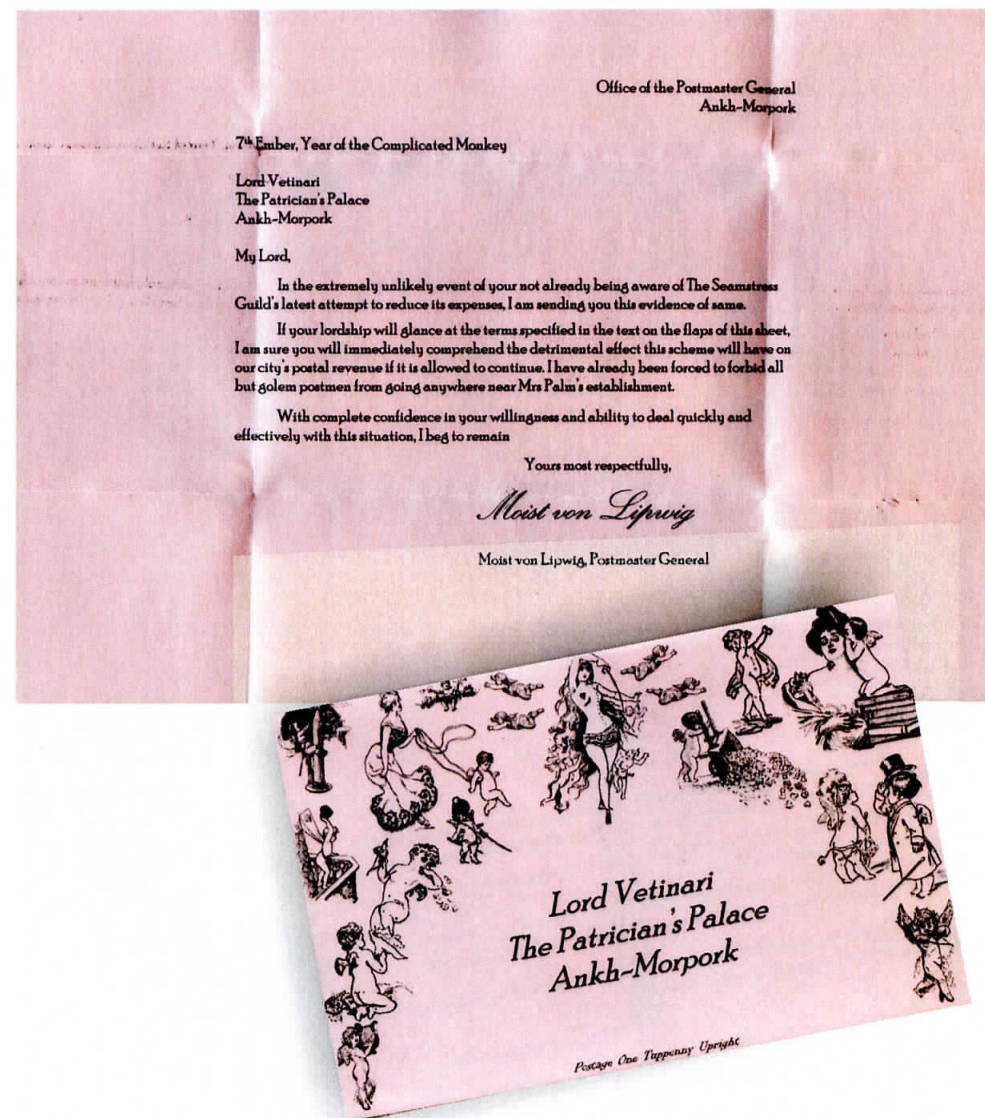 Office of the Postmaster General
Ankh-Morpork
7th Ember, Year of the Complicated Monkey
Lord Vetinari
The Patrician's Palace
Ankh-Morpork
My Lord,
In the extremely unlikely event of your not already being aware of The Seamstress
Guild's latest attempt to reduce its expenses, I am sending you this evidence of same.
If your lordship will glance at the terms specified in the text on the flaps of this sheet,
I am sure you will immediately comprehend the detrimental effect this scheme will have on
our city's postal revenue if it is allowed to continue. I have already been forced to forbid all
but golem postmen from going anywhere near Mrs Palm's establishment.
With complete confidence in your willingness and ability to deal quickly and
effectively with this situation, I beg to remain
Yours most respectfully,
Moist von Lipwig
Moist von Lipwig, Postmaster General
Lord Vetinari
The Patrician's Palace
Ankh-Morpork
Postage One Tuppenny Upright